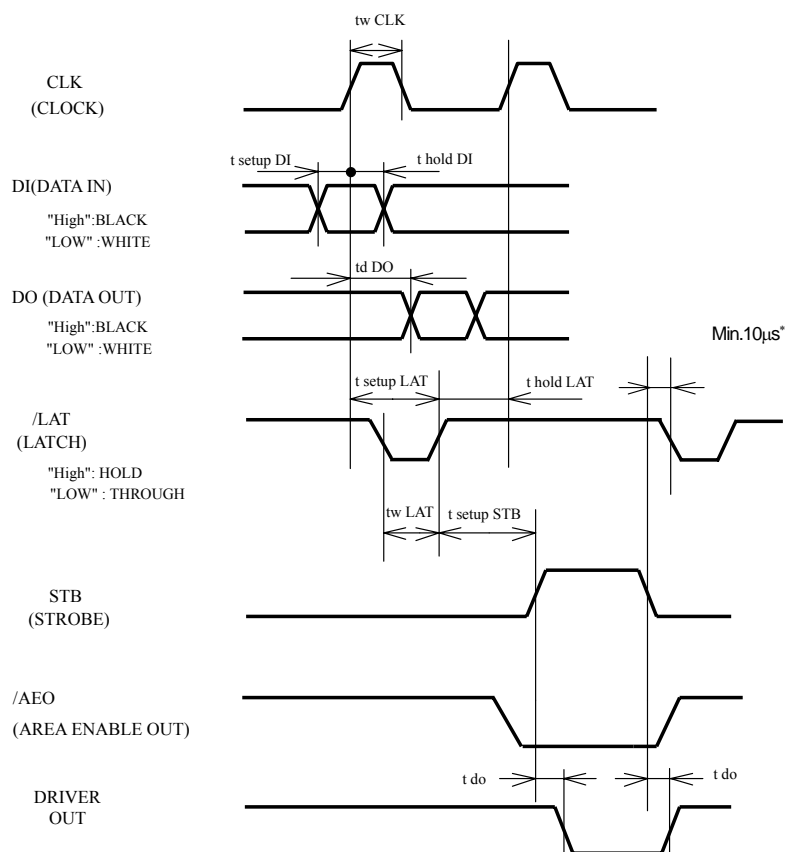 tw CLK
CLK
(CLOCK)
t setup DI
t hold DI
DI(DATA IN)
"High":BLACK
"LOW" :WHITE
td DO
DO (DATA OUT)
"High":BLACK
"LOW" :WHITE
Min.10μs*
t setup LAT
t hold LAT
/LAT
(LATCH)
"High": HOLD
"LOW" : THROUGH
tw LAT
t setup STB
STB
(STROBE)
/AEO
(AREA ENABLE OUT)
t do
t do
DRIVER
OUT